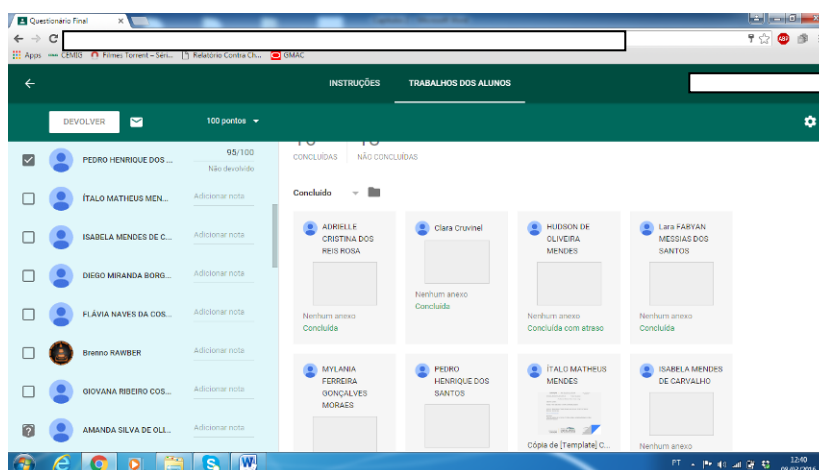 Questionário Final
Apps
CEMIG
Filmes Torrent – Séri...
Relatório Contra Ch...
GMAC
INSTRUÇÕES
TRABALHOS DOS ALUNOS
DEVOLVER
100 pontos
PEDRO HENRIQUE DOS ...
95/100
Não devolvido
ÍTALO MATHEUS MEN...
Adicionar nota
ISABELA MENDES DE C...
Adicionar nota
DIEGO MIRANDA BORG...
Adicionar nota
FLÁVIA NAVES DA COS...
Adicionar nota
Brenno RAWBER
Adicionar nota
GIOVANA RIBEIRO COS...
Adicionar nota
AMANDA SILVA DE OLI...
Adicionar nota
CONCLUÍDAS
NÃO CONCLUÍDAS
Concluído
ADRIELLE
CRISTINA DOS
REIS ROSA
Nenhum anexo
Concluída
Clara Cruvinel
Nenhum anexo
Concluída
HUDSON DE
OLIVEIRA
MENDES
Nenhum anexo
Concluída com atraso
Lara FABYAN
MESSIAS DOS
SANTOS
Nenhum anexo
Concluída
MYLANIA
FERREIRA
GONÇALVES
MORAES
PEDRO
HENRIQUE DOS
SANTOS
ÍTALO MATHEUS
MENDES
Cópia de [Template] C...
ISABELA MENDES
DE CARVALHO
Nenhum anexo
PT
12:40